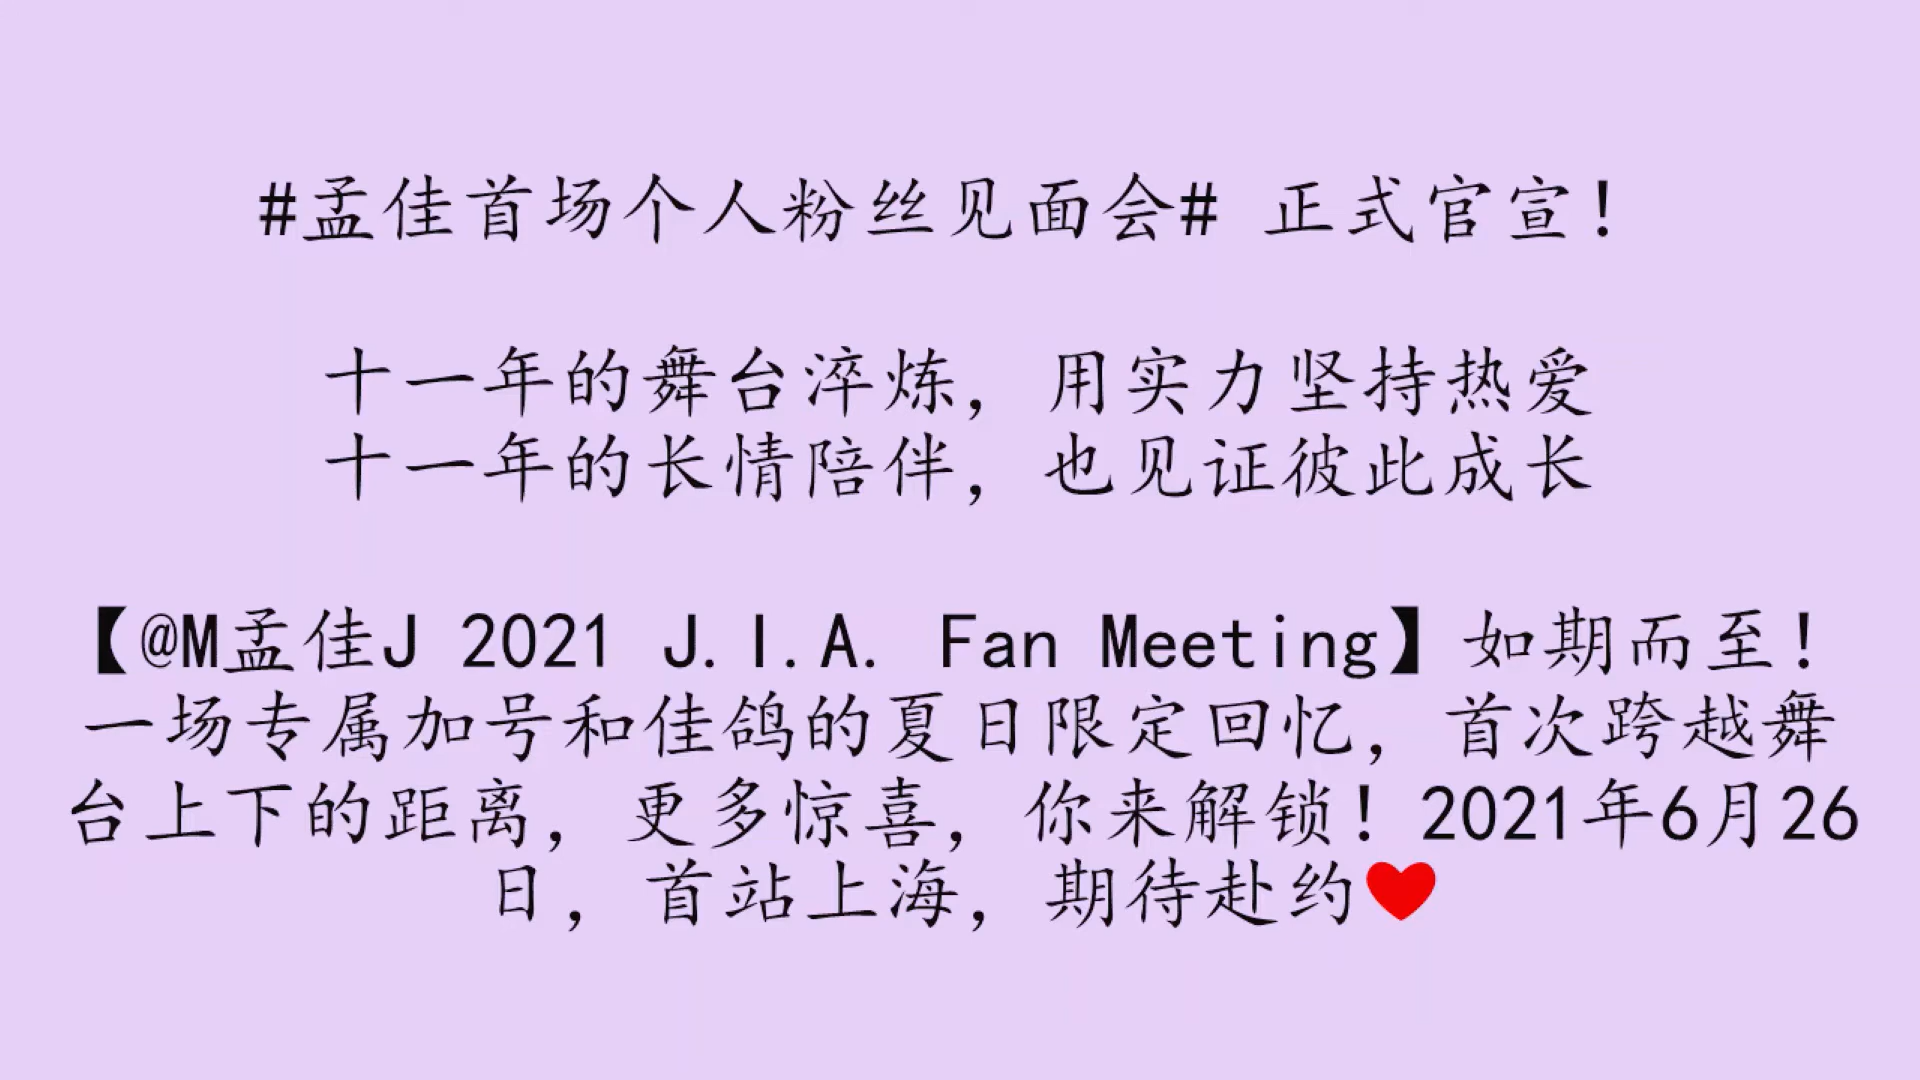 #孟佳首场个人粉丝见面会# 正式官宣！
十一年的舞台淬炼，用实力坚持热爱
十一年的长情陪伴，也见证彼此成长
【@M孟佳J 2021 J.I.A. Fan Meeting】如期而至！
一场专属加号和佳鸽的夏日限定回忆，首次跨越舞
台上下的距离，更多惊喜，你来解锁！2021年6月26
日，首站上海，期待赴约❤